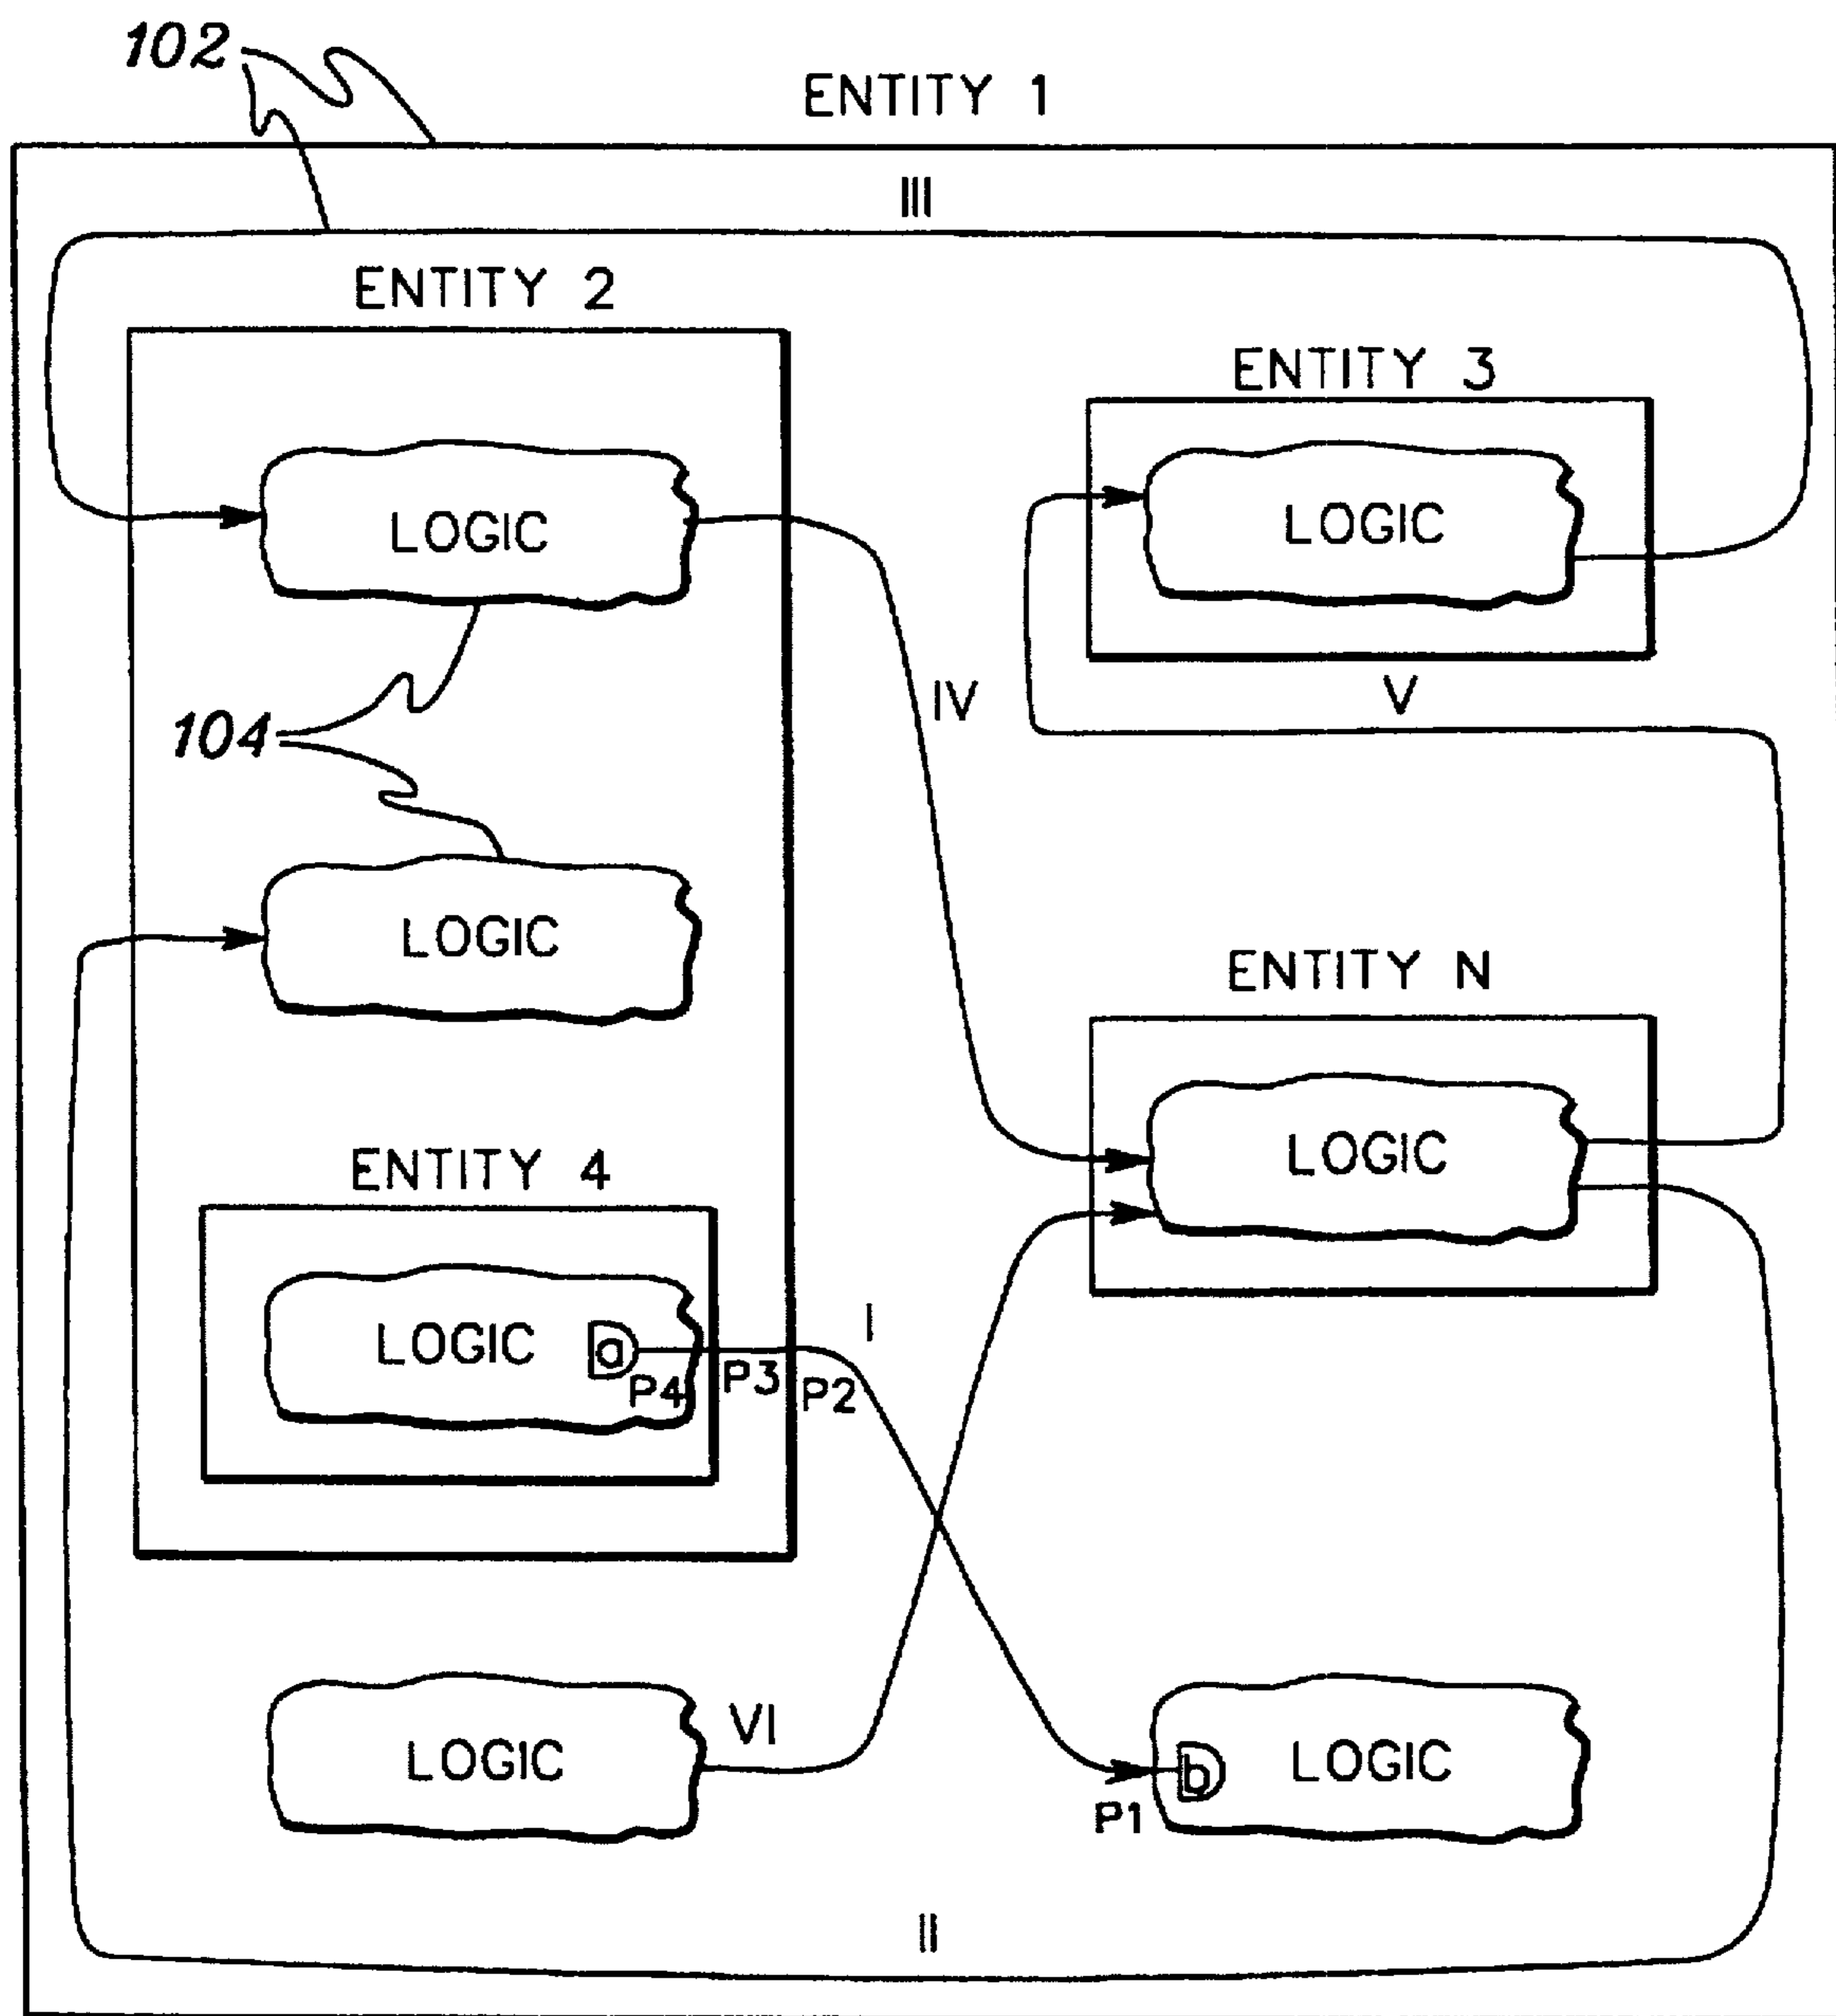 102
ENTITY 1
III
ENTITY 2
ENTITY 3
LOGIC
LOGIC
IV
V
104
LOGIC
ENTITY N
LOGIC
ENTITY 4
I
LOGIC
a
P4
P3
P2
VI
LOGIC
b
LOGIC
P1
II